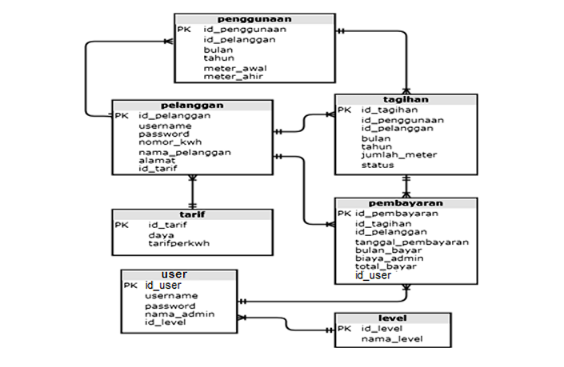 penggunaan
PK id_penggunaan
id_pelanggan
bulan
tahun
meter_awal
meter_ahir
pelanggan
PK id_pelanggan
username
password
nomor_kwh
nama_pelanggan
alamat
id_tarif
tagihan
PK id_tagihan
id_penggunaan
id_pelanggan
bulan
tahun
jumlah_meter
status
tarif
PK id_tarif
daya
tarifperkwh
pembayaran
PK id_pembayaran
id_tagihan
id_pelanggan
tanggal_pembayaran
bulan_bayar
biaya_admin
total_bayar
id_user
user
PK id_user
username
password
nama_admin
id_level
level
PK id_level
nama_level